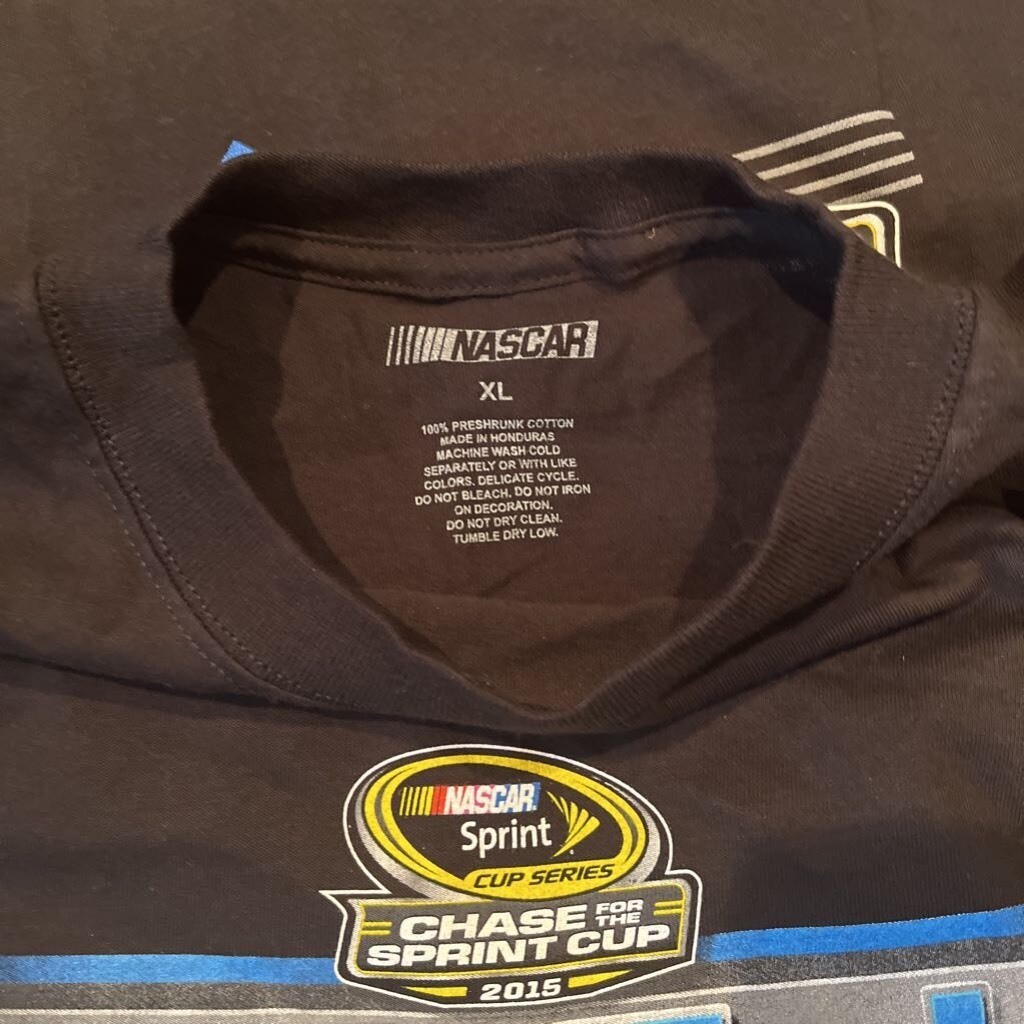 NASCAR
XL
100% PRESHRUNK COTTON
MADE IN HONDURAS
MACHINE WASH COLD
SEPARATELY OR WITH LIKE
COLORS. DELICATE CYCLE.
DO NOT BLEACH. DO NOT IRON
ON DECORATION.
DO NOT DRY CLEAN.
TUMBLE DRY LOW.
NASCAR
Sprint
CUP SERIES
CHASE FOR THE
SPRINT CUP
2015